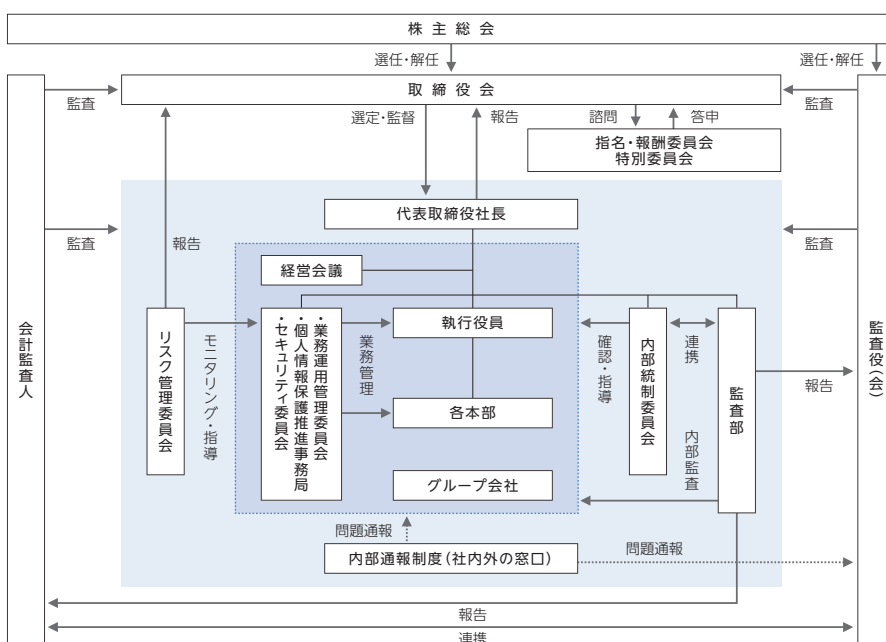 株主総会
選任・解任
選任・解任
取締役会
監査
監査
選定・監督
報告
諮問
答申
指名・報酬委員会
特別委員会
代表取締役社長
監査
報告
監査
経営会議
会計監査人
リスク管理委員会
モニタリング・指導
・業務運用管理委員会
・個人情報保護推進事務局
・セキュリティ委員会
業務管理
執行役員
各本部
グループ会社
確認・指導
内部統制委員会
連携
内部監査
監査部
報告
監査役(会)
問題通報
内部通報制度(社内外の窓口)
問題通報
報告
連携